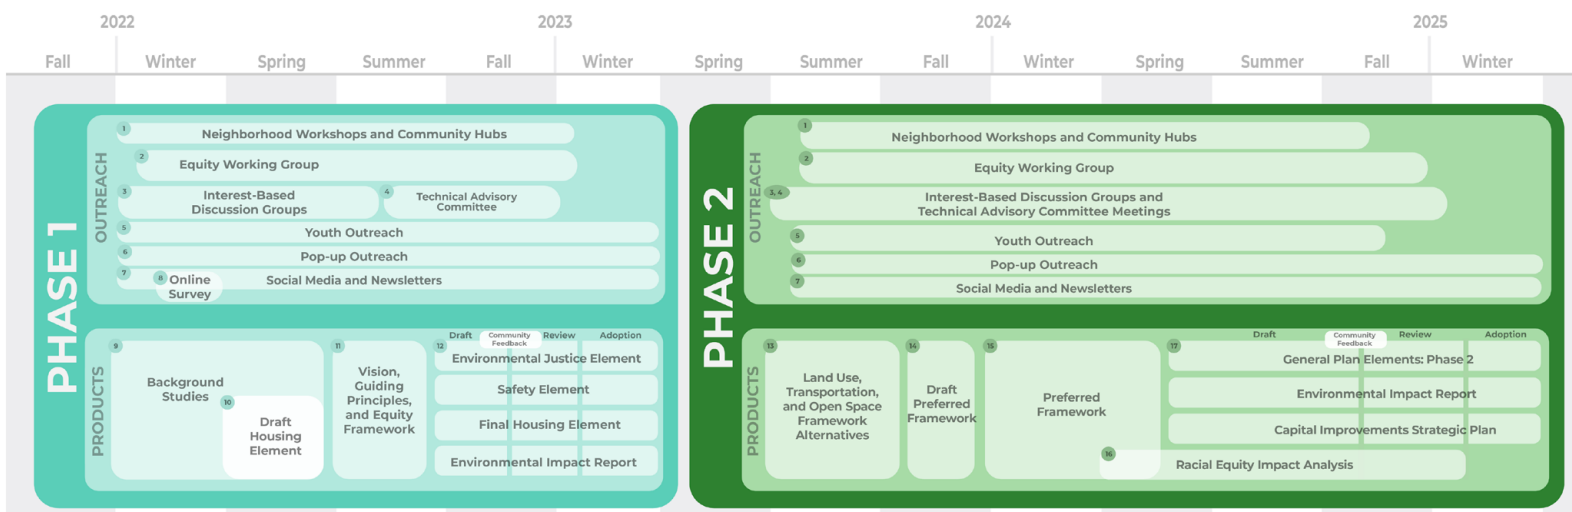 2022
2023
2024
2025
Fall
Winter
Spring
Summer
Fall
Winter
Spring
Summer
Fall
Winter
Spring
Summer
Fall
Winter
PHASE 1
OUTREACH
1
Neighborhood Workshops and Community Hubs
2
Equity Working Group
3
Interest-Based
Discussion Groups
4
Technical Advisory
Committee
5
Youth Outreach
6
Pop-up Outreach
7
Social Media and Newsletters
8
Online
Survey
PRODUCTS
9
Background
Studies
10
Draft
Housing
Element
11
Vision,
Guiding
Principles,
and Equity
Framework
12
Draft
Community
Feedback
Review
Adoption
Environmental Justice Element
Safety Element
Final Housing Element
Environmental Impact Report
PHASE 2
OUTREACH
1
Neighborhood Workshops and Community Hubs
2
Equity Working Group
3, 4
Interest-Based Discussion Groups and
Technical Advisory Committee Meetings
5
Youth Outreach
6
Pop-up Outreach
7
Social Media and Newsletters
PRODUCTS
13
Land Use,
Transportation,
and Open Space
Framework
Alternatives
14
Draft
Preferred
Framework
15
Preferred
Framework
16
Racial Equity Impact Analysis
17
Draft
Community
Feedback
Review
Adoption
General Plan Elements: Phase 2
Environmental Impact Report
Capital Improvements Strategic Plan